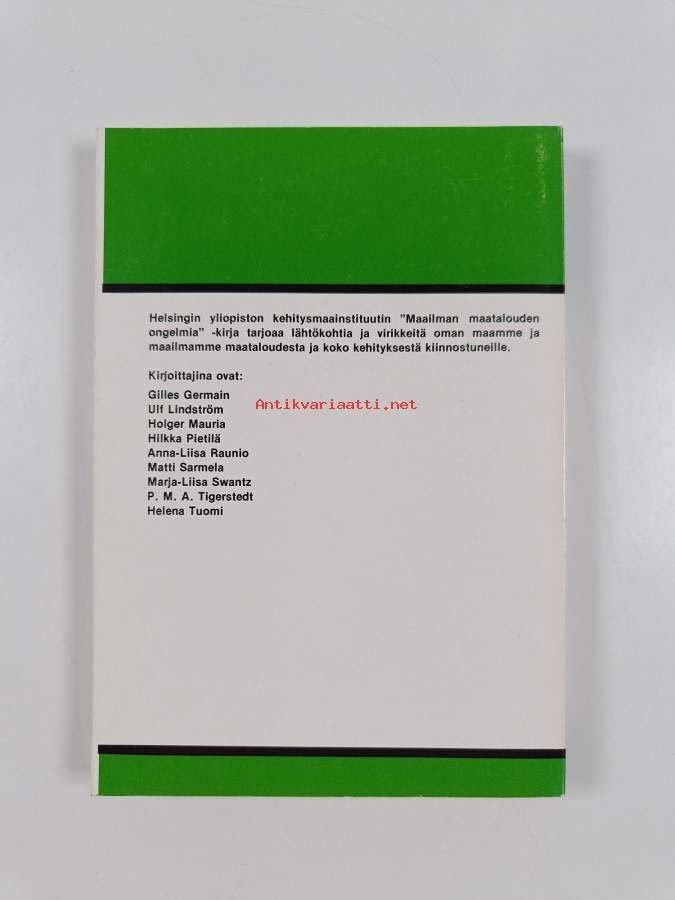 Helsingin yliopiston kehitysmaainstituutin ”Maailman maatalouden
ongelmia” -kirja tarjoaa lähtökohtia ja virikkeitä oman maamme ja
maailmamme maataloudesta ja koko kehityksestä kiinnostuneille.
Kirjoittajina ovat:
Gilles Germain
Ulf Lindström
Antikvariaatti.net
Holger Mauria
Hilkka Pietilä
Anna-Liisa Raunio
Matti Sarmela
Marja-Liisa Swantz
P. M. A. Tigerstedt
Helena Tuomi